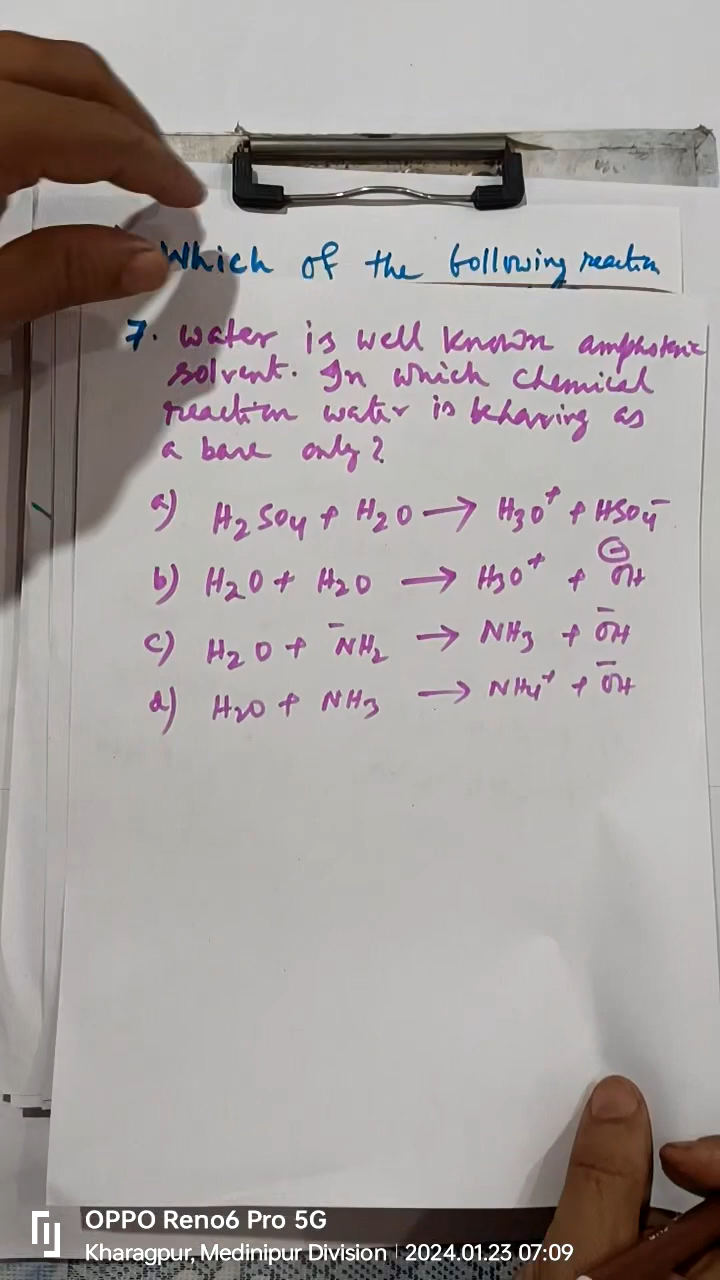 Which of the following reaction
7. Water is well known amphoteric
solvent. In which chemical
reaction water is behaving as
a base only?
a) H2SO4 + H2O → H3O+ + HSO4-
b) H2O + H2O → H3O+ + ⊖OH
c) H2O + -NH2 → NH3 + -OH
d) H2O + NH3 → NH4+ + -OH
OPPO Reno6 Pro 5G
Kharagpur, Medinipur Division | 2024.01.23 07:09